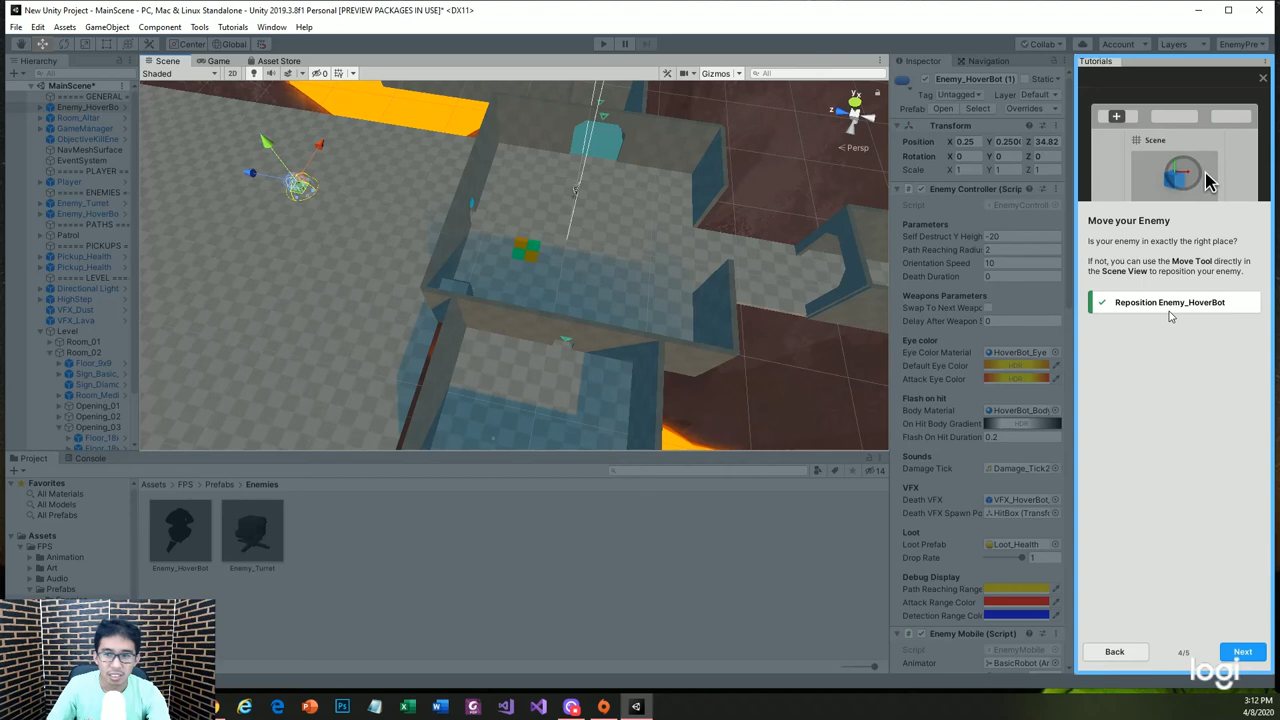 New Unity Project - MainScene - PC, Mac & Linux Standalone - Unity 2019.3.8f1 Personal [PREVIEW PACKAGES IN USE]* <DX11>
File Edit Assets GameObject Component Tools Tutorials Window Help
Center Global Collab Account Layers EnemyPre
Hierarchy
All
MainScene*
===== GENERAL
Enemy_HoverBo
Room_Altar
GameManager
ObjectiveKillEne
NavMeshSurface
EventSystem
===== PLAYER
Player
===== ENEMIES
Enemy_Turret
Enemy_HoverBo
===== PATHS
Patrol
===== PICKUPS
Pickup_Health
Pickup_Health
===== LEVEL
Directional Light
HighStep
VFX_Dust
VFX_Lava
Level
Room_01
Room_02
Floor_9x9
Sign_Basic_
Sign_Diamc
Room_Medi
Opening_01
Opening_02
Opening_03
Floor_18x
Scene Game Asset Store
Shaded 2D 0 Gizmos All
y x
z
Persp
Project Console
14
Favorites
All Materials
All Models
All Prefabs
Assets
FPS
Animation
Art
Audio
Prefabs
Assets > FPS > Prefabs > Enemies
Enemy_HoverBot
Enemy_Turret
Inspector Navigation
Enemy_HoverBot (1) Static
Tag Untagged Layer Default
Prefab Open Select Overrides
Transform
Position X 0.25 Y 0.2500 Z 34.82
Rotation X 0 Y 0 Z 0
Scale X 1 Y 1 Z 1
Enemy Controller (Scrip
Script EnemyControll
Parameters
Self Destruct Y Heigh -20
Path Reaching Radiu 2
Orientation Speed 10
Death Duration 0
Weapons Parameters
Swap To Next Weapo
Delay After Weapon 0
Eye color
Eye Color Material HoverBot_Eye
Default Eye Color HDR
Attack Eye Color HDR
Flash on hit
Body Material HoverBot_Body
On Hit Body Gradient HDR
Flash On Hit Duration 0.2
Sounds
Damage Tick Damage_Tick2
VFX
Death VFX VFX_HoverBot_
Death VFX Spawn Po HitBox (Transf
Loot
Loot Prefab Loot_Health
Drop Rate 1
Debug Display
Path Reaching Range
Attack Range Color
Detection Range Colo
Enemy Mobile (Script)
Script EnemyMobile
Animator BasicRobot (Ar
Tutorials
Scene
Move your Enemy
Is your enemy in exactly the right place?
If not, you can use the Move Tool directly in
the Scene View to reposition your enemy.
Reposition Enemy_HoverBot
Back 4/5 Next
logi
3:12 PM
4/8/2020